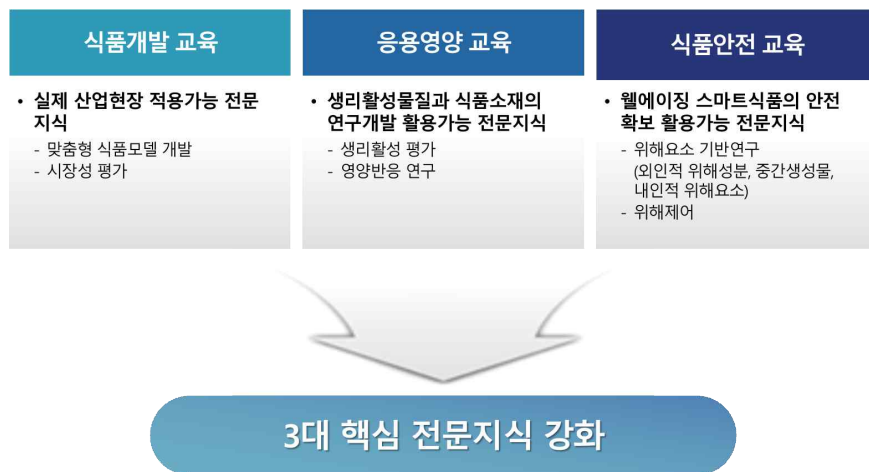 식품개발 교육
• 실제 산업현장 적용가능 전문
지식
- 맞춤형 식품모델 개발
- 시장성 평가
응용영양 교육
• 생리활성물질과 식품소재의
연구개발 활용가능 전문지식
- 생리활성 평가
- 영양반응 연구
식품안전 교육
• 웰에이징 스마트식품의 안전
확보 활용가능 전문지식
- 위해요소 기반연구
(외인적 위해성분, 중간생성물,
내인적 위해요소)
- 위해제어
3대 핵심 전문지식 강화